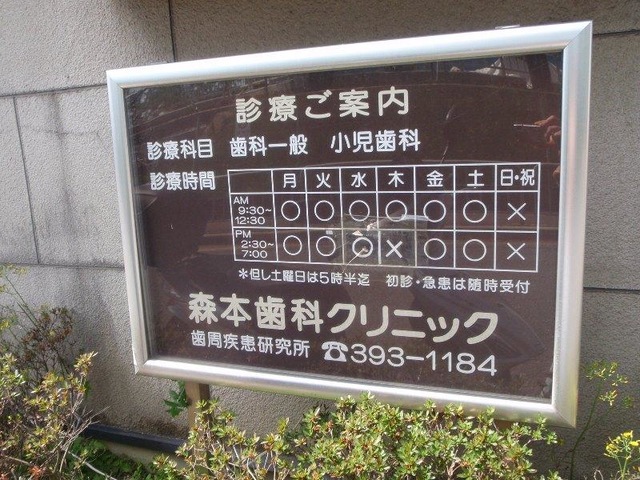 診療ご案内
診療科目 歯科一般 小児歯科
診療時間 月 火 水 木 金 土 日・祝
AM 9:30~12:30 ○ ○ ○ ○ ○ ○ ×
PM 2:30~7:00 ○ ○ ○ × ○ ○ ×
*但し土曜日は5時半迄 初診・急患は随時受付
森本歯科クリニック
歯周疾患研究所 ☎393-1184